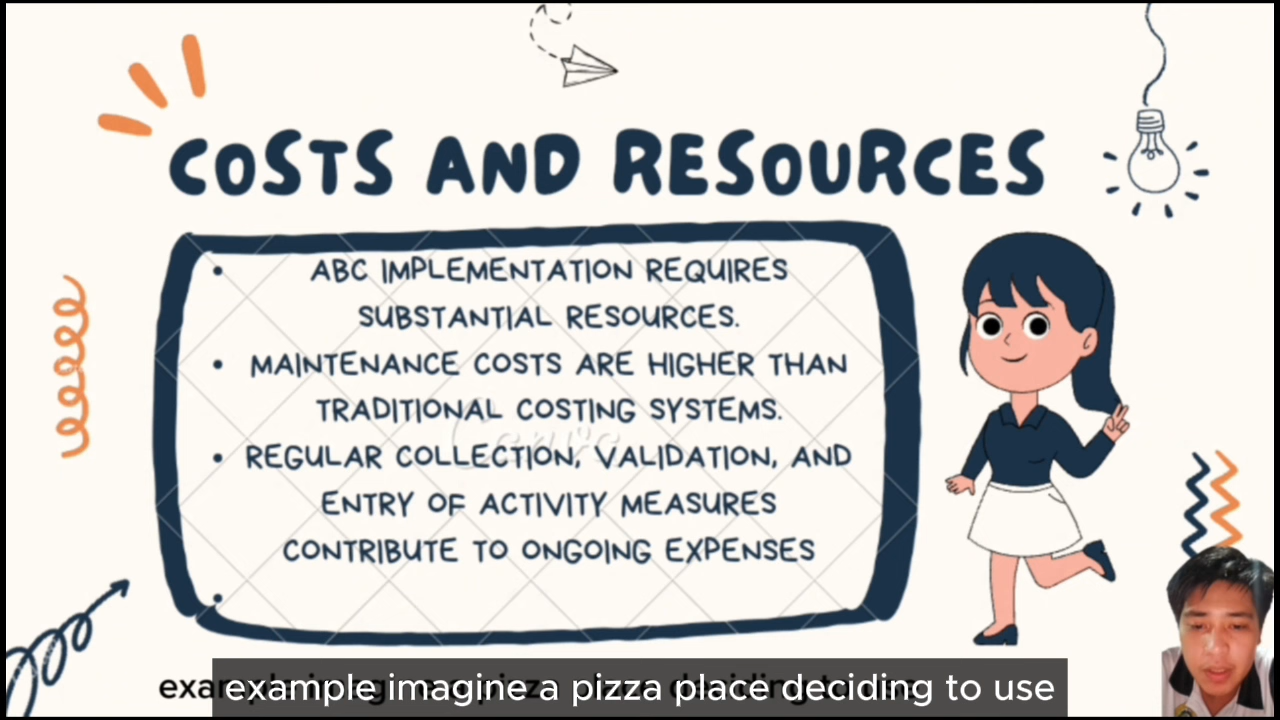 COSTS AND RESOURCES
• ABC IMPLEMENTATION REQUIRES
SUBSTANTIAL RESOURCES.
• MAINTENANCE COSTS ARE HIGHER THAN
TRADITIONAL COSTING SYSTEMS.
• REGULAR COLLECTION, VALIDATION, AND
ENTRY OF ACTIVITY MEASURES
CONTRIBUTE TO ONGOING EXPENSES
•
Canva
example imagine a pizza place deciding to use